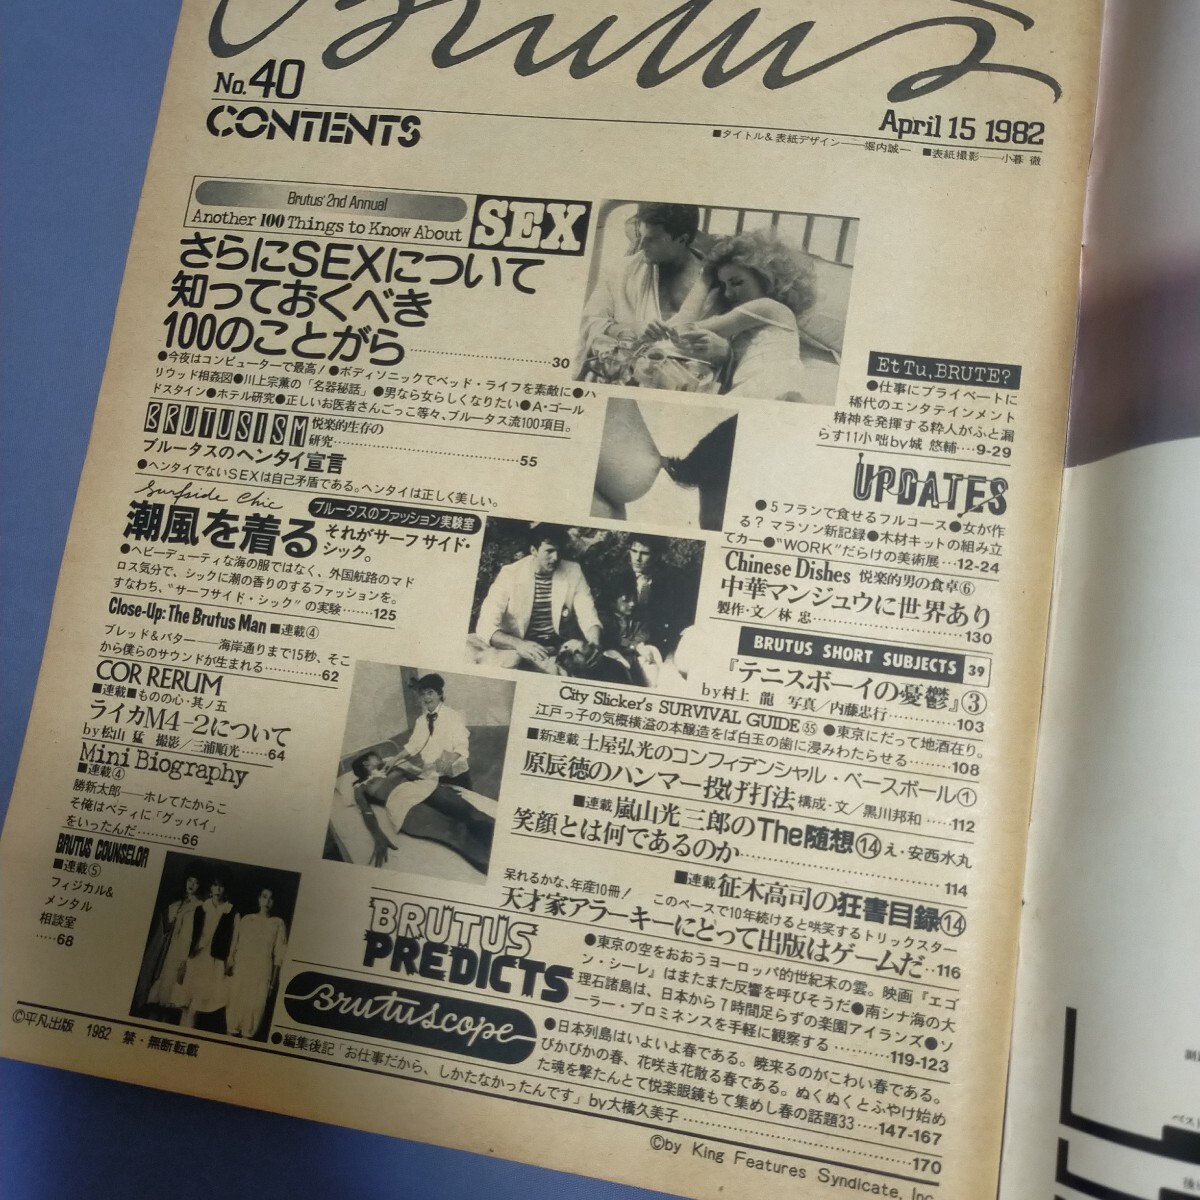 Brutus
No.40
CONTENTS
April 15 1982
■タイトル&表紙デザイン――堀内誠一 ■表紙撮影――小暮 徹
Brutus' 2nd Annual
Another 100 Things to Know About
SEX
さらにSEXについて
知っておくべき
100のことがら……30
●今夜はコンピューターで最高！●ボディソニックでベッド・ライフを素敵に●ハ
リウッド相姦図●川上宗薫の「名器秘話」●男なら女らしくなりたい●A・ゴール
ドスタイン●ホテル研究●正しいお医者さんごっこ等々、ブルータス流100項目。
BRUTUSISM 悦楽的生存の
研究……55
ブルータスのヘンタイ宣言
●ヘンタイでないSEXは自己矛盾である。ヘンタイは正しく美しい。
Surfside Chic
ブルータスのファッション実験室
潮風を着る
それがサーフサイド・
シック。
●ヘビーデューティな海の服ではなく、外国航路のマド
ロス気分で、シックに潮の香りのするファッションを。
すなわち、“サーフサイド・シック”の実験……125
Close-Up: The Brutus Man ■連載④
ブレッド&バター――海岸通りまで15秒、そこ
から僕らのサウンドが生まれる……62
COR RERUM
■連載■ものの心・其ノ五
ライカM4-2について
by松山 猛 撮影／三浦順光……64
Mini Biography
■連載④
勝新太郎――ホレてたからこ
そ俺はペティに「グッバイ」
をいったんだ……66
BRUTUS COUNSELOR
■連載⑤
フィジカル&
メンタル
相談室
……68
Et Tu, BRUTE?
●仕事にプライベートに
稀代のエンタテインメント
精神を発揮する粋人がふと漏
らす11小咄by城 悠輔…9-29
UPDATES
●5フランで食せるフルコース●女が作
る？マラソン新記録●木材キットの組み立
てカー●“WORK”だらけの美術展…12-24
Chinese Dishes 悦楽的男の食卓⑥
中華マンジュウに世界あり
製作・文／林 忠……130
BRUTUS SHORT SUBJECTS 39
『テニスボーイの憂鬱』③
by村上 龍 写真／内藤忠行……103
City Slicker's SURVIVAL GUIDE ㉟ ●東京にだって地酒在り。
江戸っ子の気概横溢の本醸造をば白玉の歯に浸みわたらせる……108
■新連載 土屋弘光のコンフィデンシャル・ベースボール①
原辰徳のハンマー投げ打法 構成・文／黒川邦和……112
■連載 嵐山光三郎のThe随想⑭ え・安西水丸
笑顔とは何であるのか……114
■連載 征木高司の狂書目録⑭
呆れるかな、年産10冊！ このペースで10年続けると哄笑するトリックスター
天才家アラーキーにとって出版はゲームだ…116
BRUTUS
PREDICTS
●東京の空をおおうヨーロッパ的世紀末の雲。映画『エゴ
ン・シーレ』はまたまた反響を呼びそうだ●南シナ海の大
理石諸島は、日本から7時間足らずの楽園アイランズ●ソ
ーラー・プロミネンスを手軽に観察する……119-123
Brutuscope
●日本列島はいよいよ春である。暁来るのがこわい春である。
ぴかぴかの春、花咲き花散る春である。ぬくぬくとふやけ始め
た魂を撃たんとて悦楽眼鏡もて集めし春の話題33……147-167
●編集後記「お仕事だから、しかたなかったんです」by大橋久美子……170
©平凡出版 1982 禁・無断転載
©by King Features Syndicate, Inc.